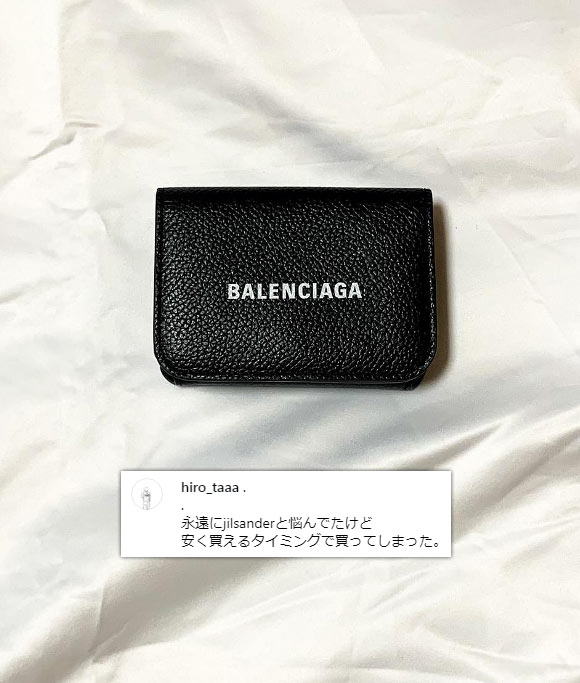 BALENCIAGA
hiro_taaa .
.
永遠にjilsanderと悩んでたけど
安く買えるタイミングで買ってしまった。